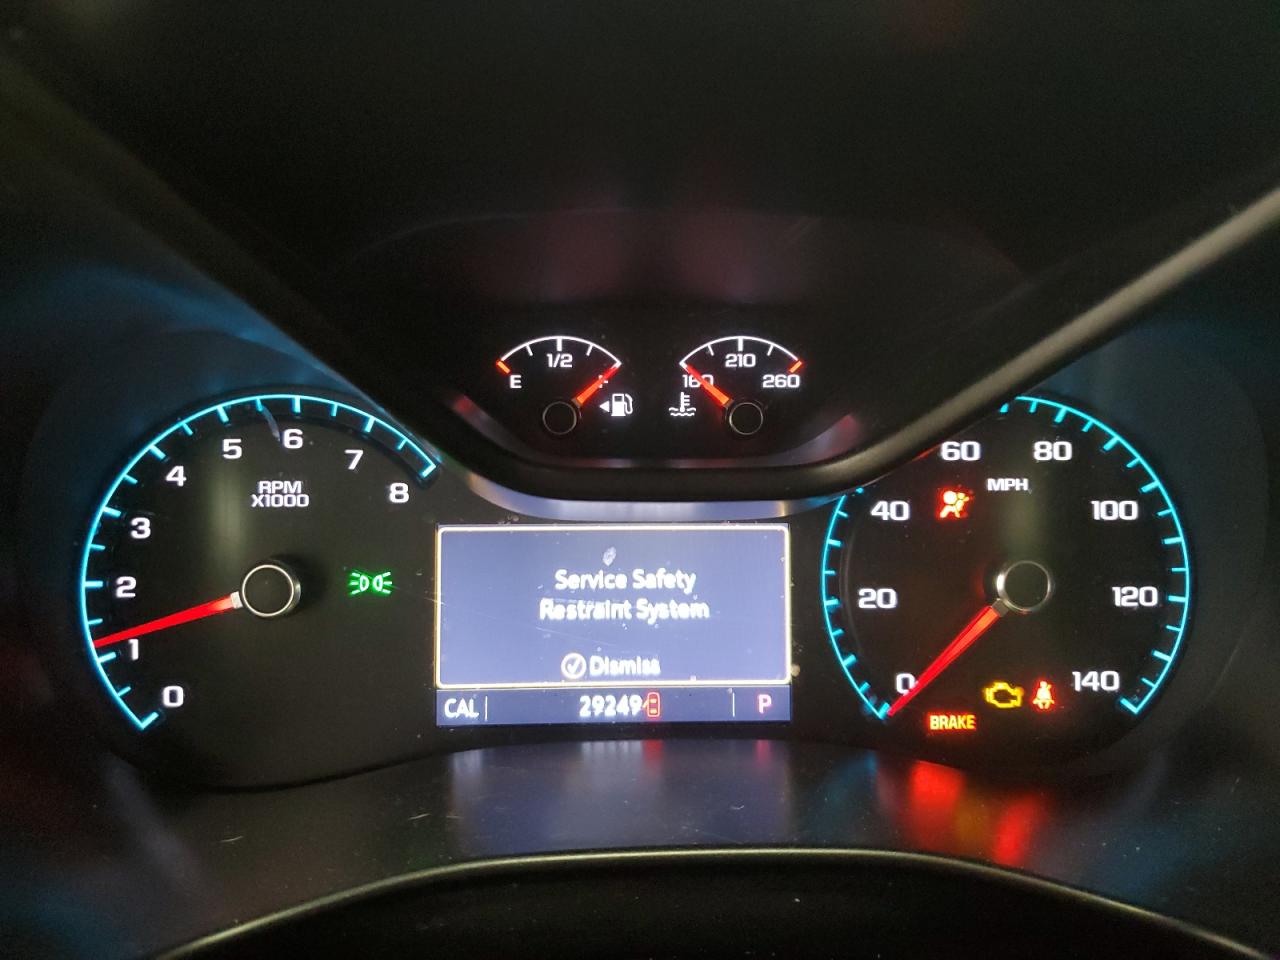 1/2
210
E
F
160
260
5
6
7
8
4
3
2
1
0
RPM
X1000
60
80
MPH
40
100
20
120
0
140
BRAKE
Service Safety
Restraint System
Dismiss
CAL
29249
P